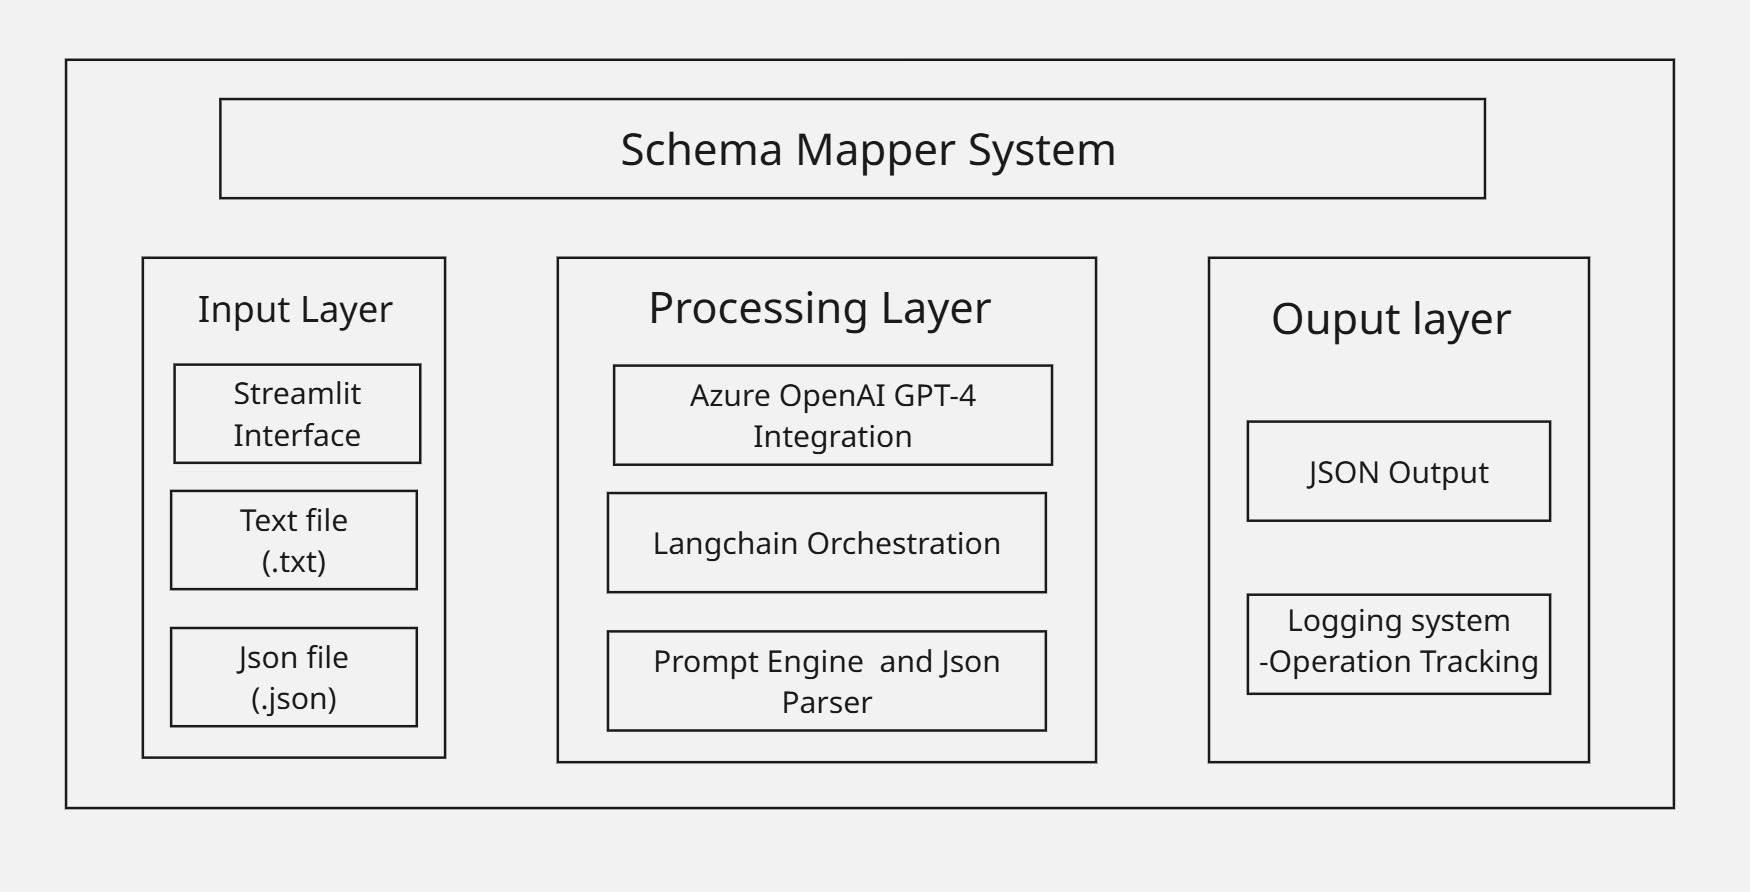 Schema Mapper System
Input Layer
Streamlit
Interface
Text file
(.txt)
Json file
(.json)
Processing Layer
Azure OpenAI GPT-4
Integration
Langchain Orchestration
Prompt Engine  and Json
Parser
Ouput layer
JSON Output
Logging system
-Operation Tracking